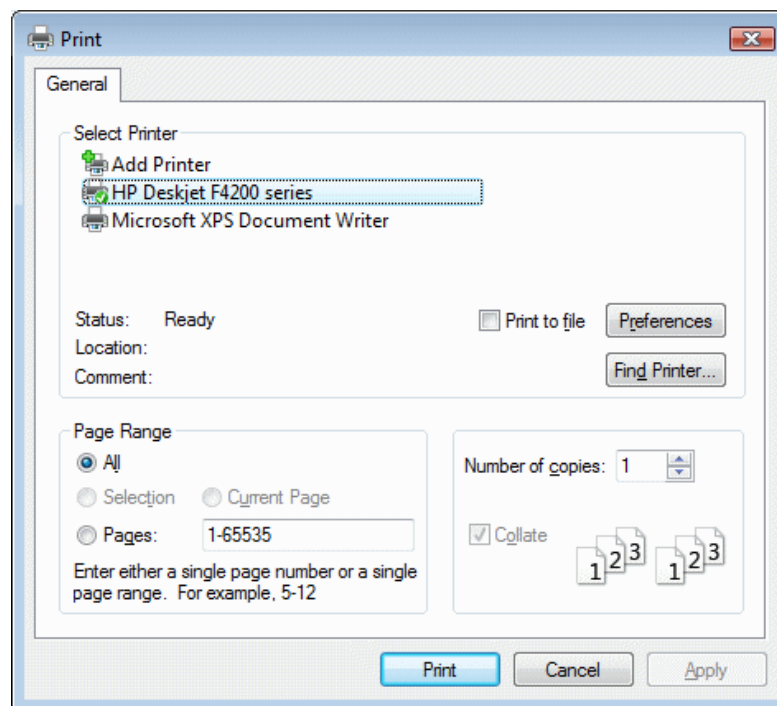 Print
General
Select Printer
Add Printer
HP Deskjet F4200 series
Microsoft XPS Document Writer
Status: Ready
Location:
Comment:
Print to file
Preferences
Find Printer...
Page Range
All
Selection
Current Page
Pages: 1-65535
Enter either a single page number or a single
page range. For example, 5-12
Number of copies: 1
Collate
1 2 3 1 2 3
Print
Cancel
Apply